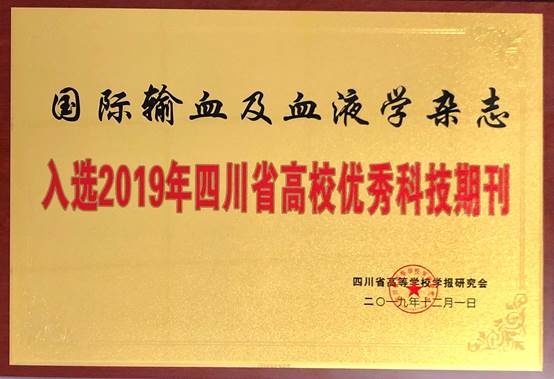 国际输血及血液学杂志
入选2019年四川省高校优秀科技期刊
四川省高等学校学报研究会
二〇一九年十二月一日